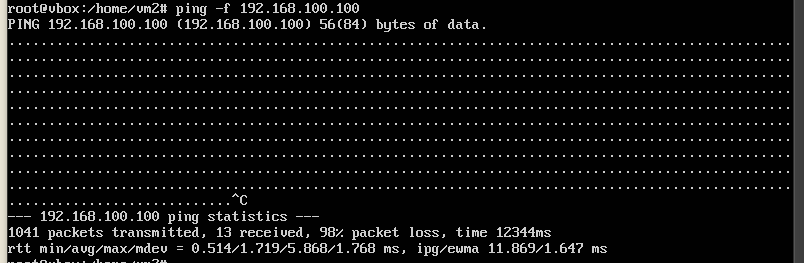 root@vbox:/home/vm2# ping -f 192.168.100.100
PING 192.168.100.100 (192.168.100.100) 56(84) bytes of data.
..................................................................................................
..................................................................................................
..................................................................................................
..................................................................................................
..................................................................................................
..................................................................................................
..................................................................................................
..................................................................................................
..................................................................................................
..................................................................................................
............................^C
--- 192.168.100.100 ping statistics ---
1041 packets transmitted, 13 received, 98% packet loss, time 12344ms
rtt min/avg/max/mdev = 0.514/1.719/5.868/1.768 ms, ipg/ewma 11.869/1.647 ms
root@vbox:/home/vm2#